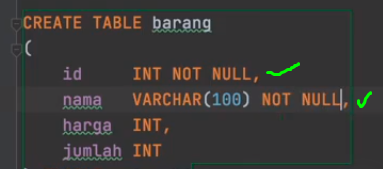 CREATE TABLE barang
(
id INT NOT NULL,
nama VARCHAR(100) NOT NULL,
harga INT,
jumlah INT